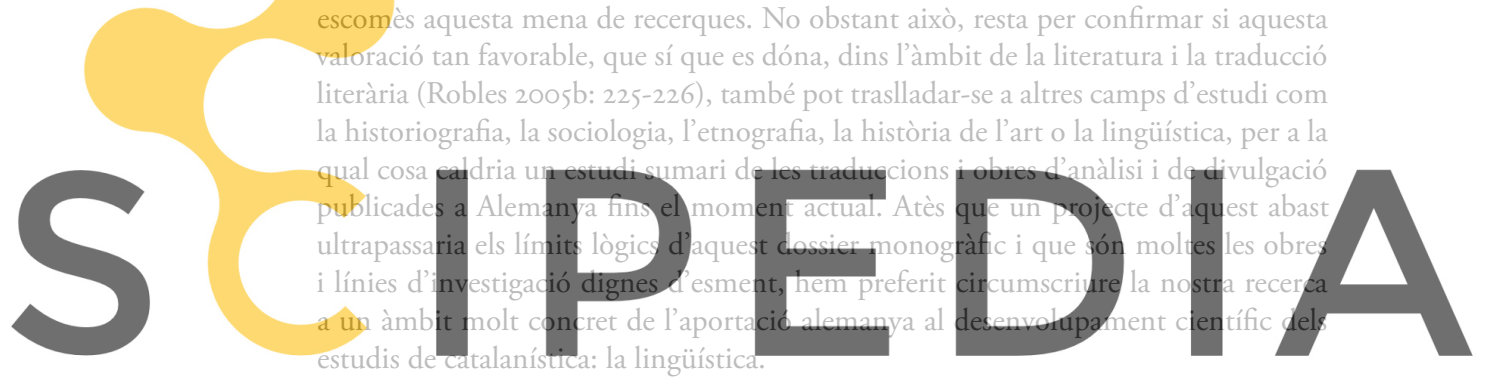 escomès aquesta mena de recerques. No obstant això, resta per confirmar si aquesta
valoració tan favorable, que sí que es dóna, dins l’àmbit de la literatura i la traducció
literària (Robles 2005b: 225-226), també pot traslladar-se a altres camps d’estudi com
la historiografia, la sociologia, l’etnografia, la història de l’art o la lingüística, per a la
qual cosa caldria un estudi sumari de les traduccions i obres d’anàlisi i de divulgació
publicades a Alemanya fins el moment actual. Atès que un projecte d’aquest abast
ultrapassaria els límits lògics d’aquest dossier monogràfic i que són moltes les obres
i línies d’investigació dignes d’esment, hem preferit circumscriure la nostra recerca
a un àmbit molt concret de l’aportació alemanya al desenvolupament científic dels
estudis de catalanística: la lingüística.
SCIPEDIA